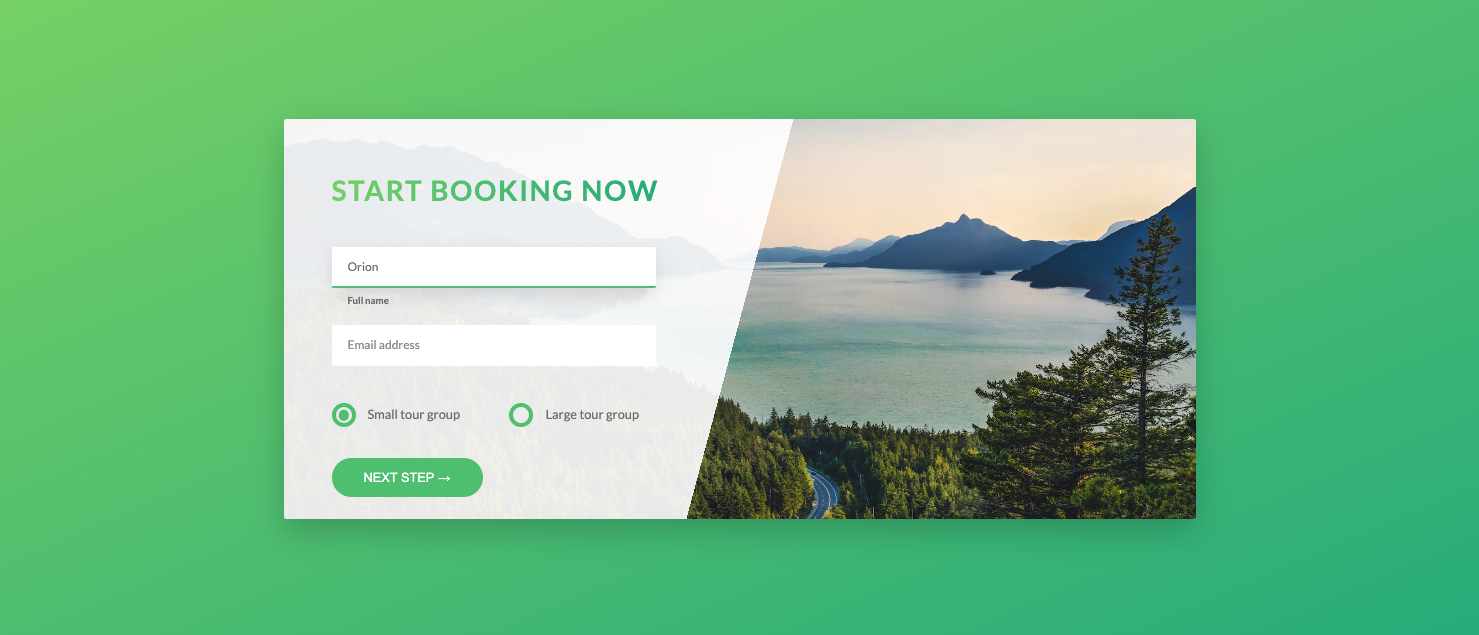 START BOOKING NOW
Orion
Full name
Email address
Small tour group Large tour group
NEXT STEP →